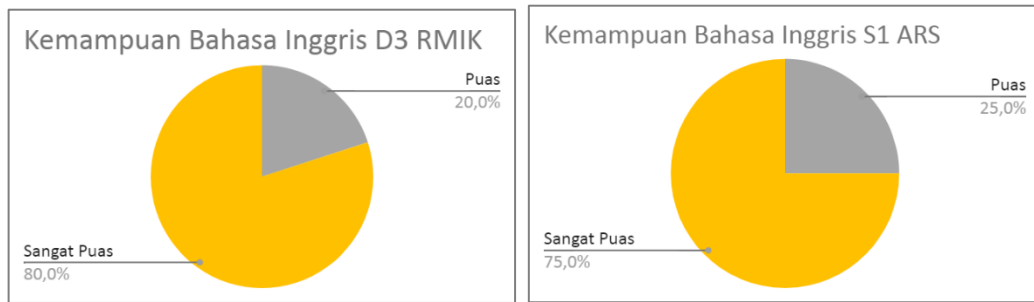 Kemampuan Bahasa Inggris D3 RMIK
Puas
20,0%
Sangat Puas
80,0%
Kemampuan Bahasa Inggris S1 ARS
Puas
25,0%
Sangat Puas
75,0%